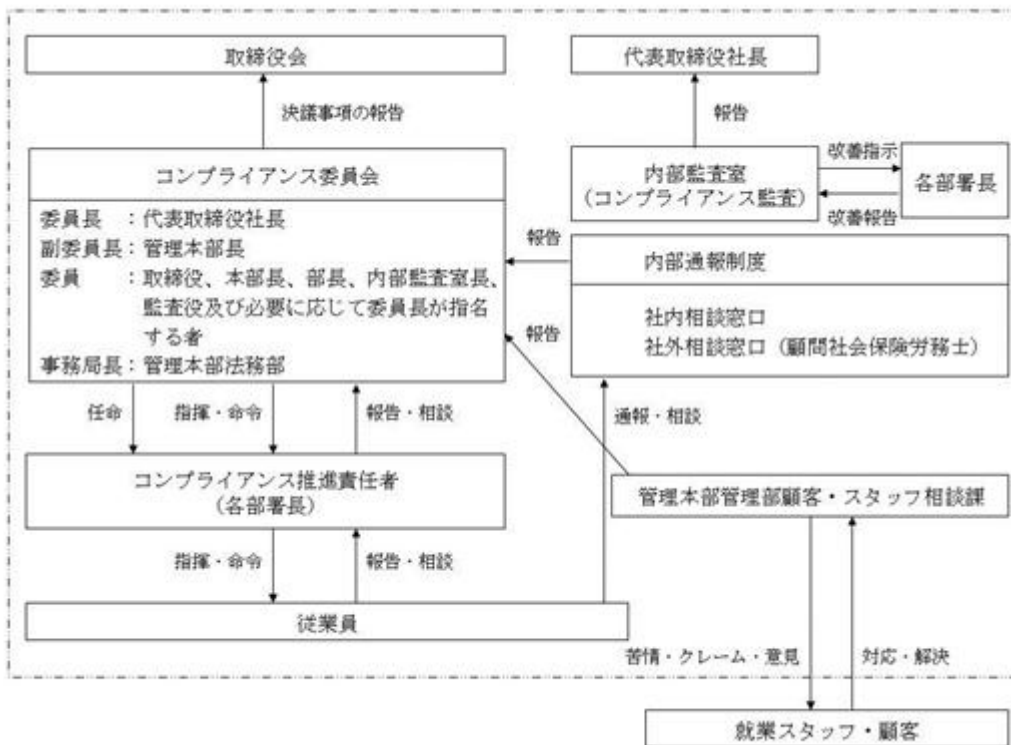 取締役会
代表取締役社長
決議事項の報告
報告
コンプライアンス委員会
委員長 :代表取締役社長
副委員長:管理本部長
委員 :取締役、本部長、部長、内部監査室長、
監査役及び必要に応じて委員長が指名
する者
事務局長:管理本部法務部
内部監査室
(コンプライアンス監査)
改善指示
改善報告
各部署長
報告
内部通報制度
社内相談窓口
社外相談窓口(顧問社会保険労務士)
報告
任命
指揮・命令
報告・相談
通報・相談
コンプライアンス推進責任者
(各部署長)
管理本部管理部顧客・スタッフ相談課
指揮・命令
報告・相談
従業員
苦情・クレーム・意見
対応・解決
就業スタッフ・顧客